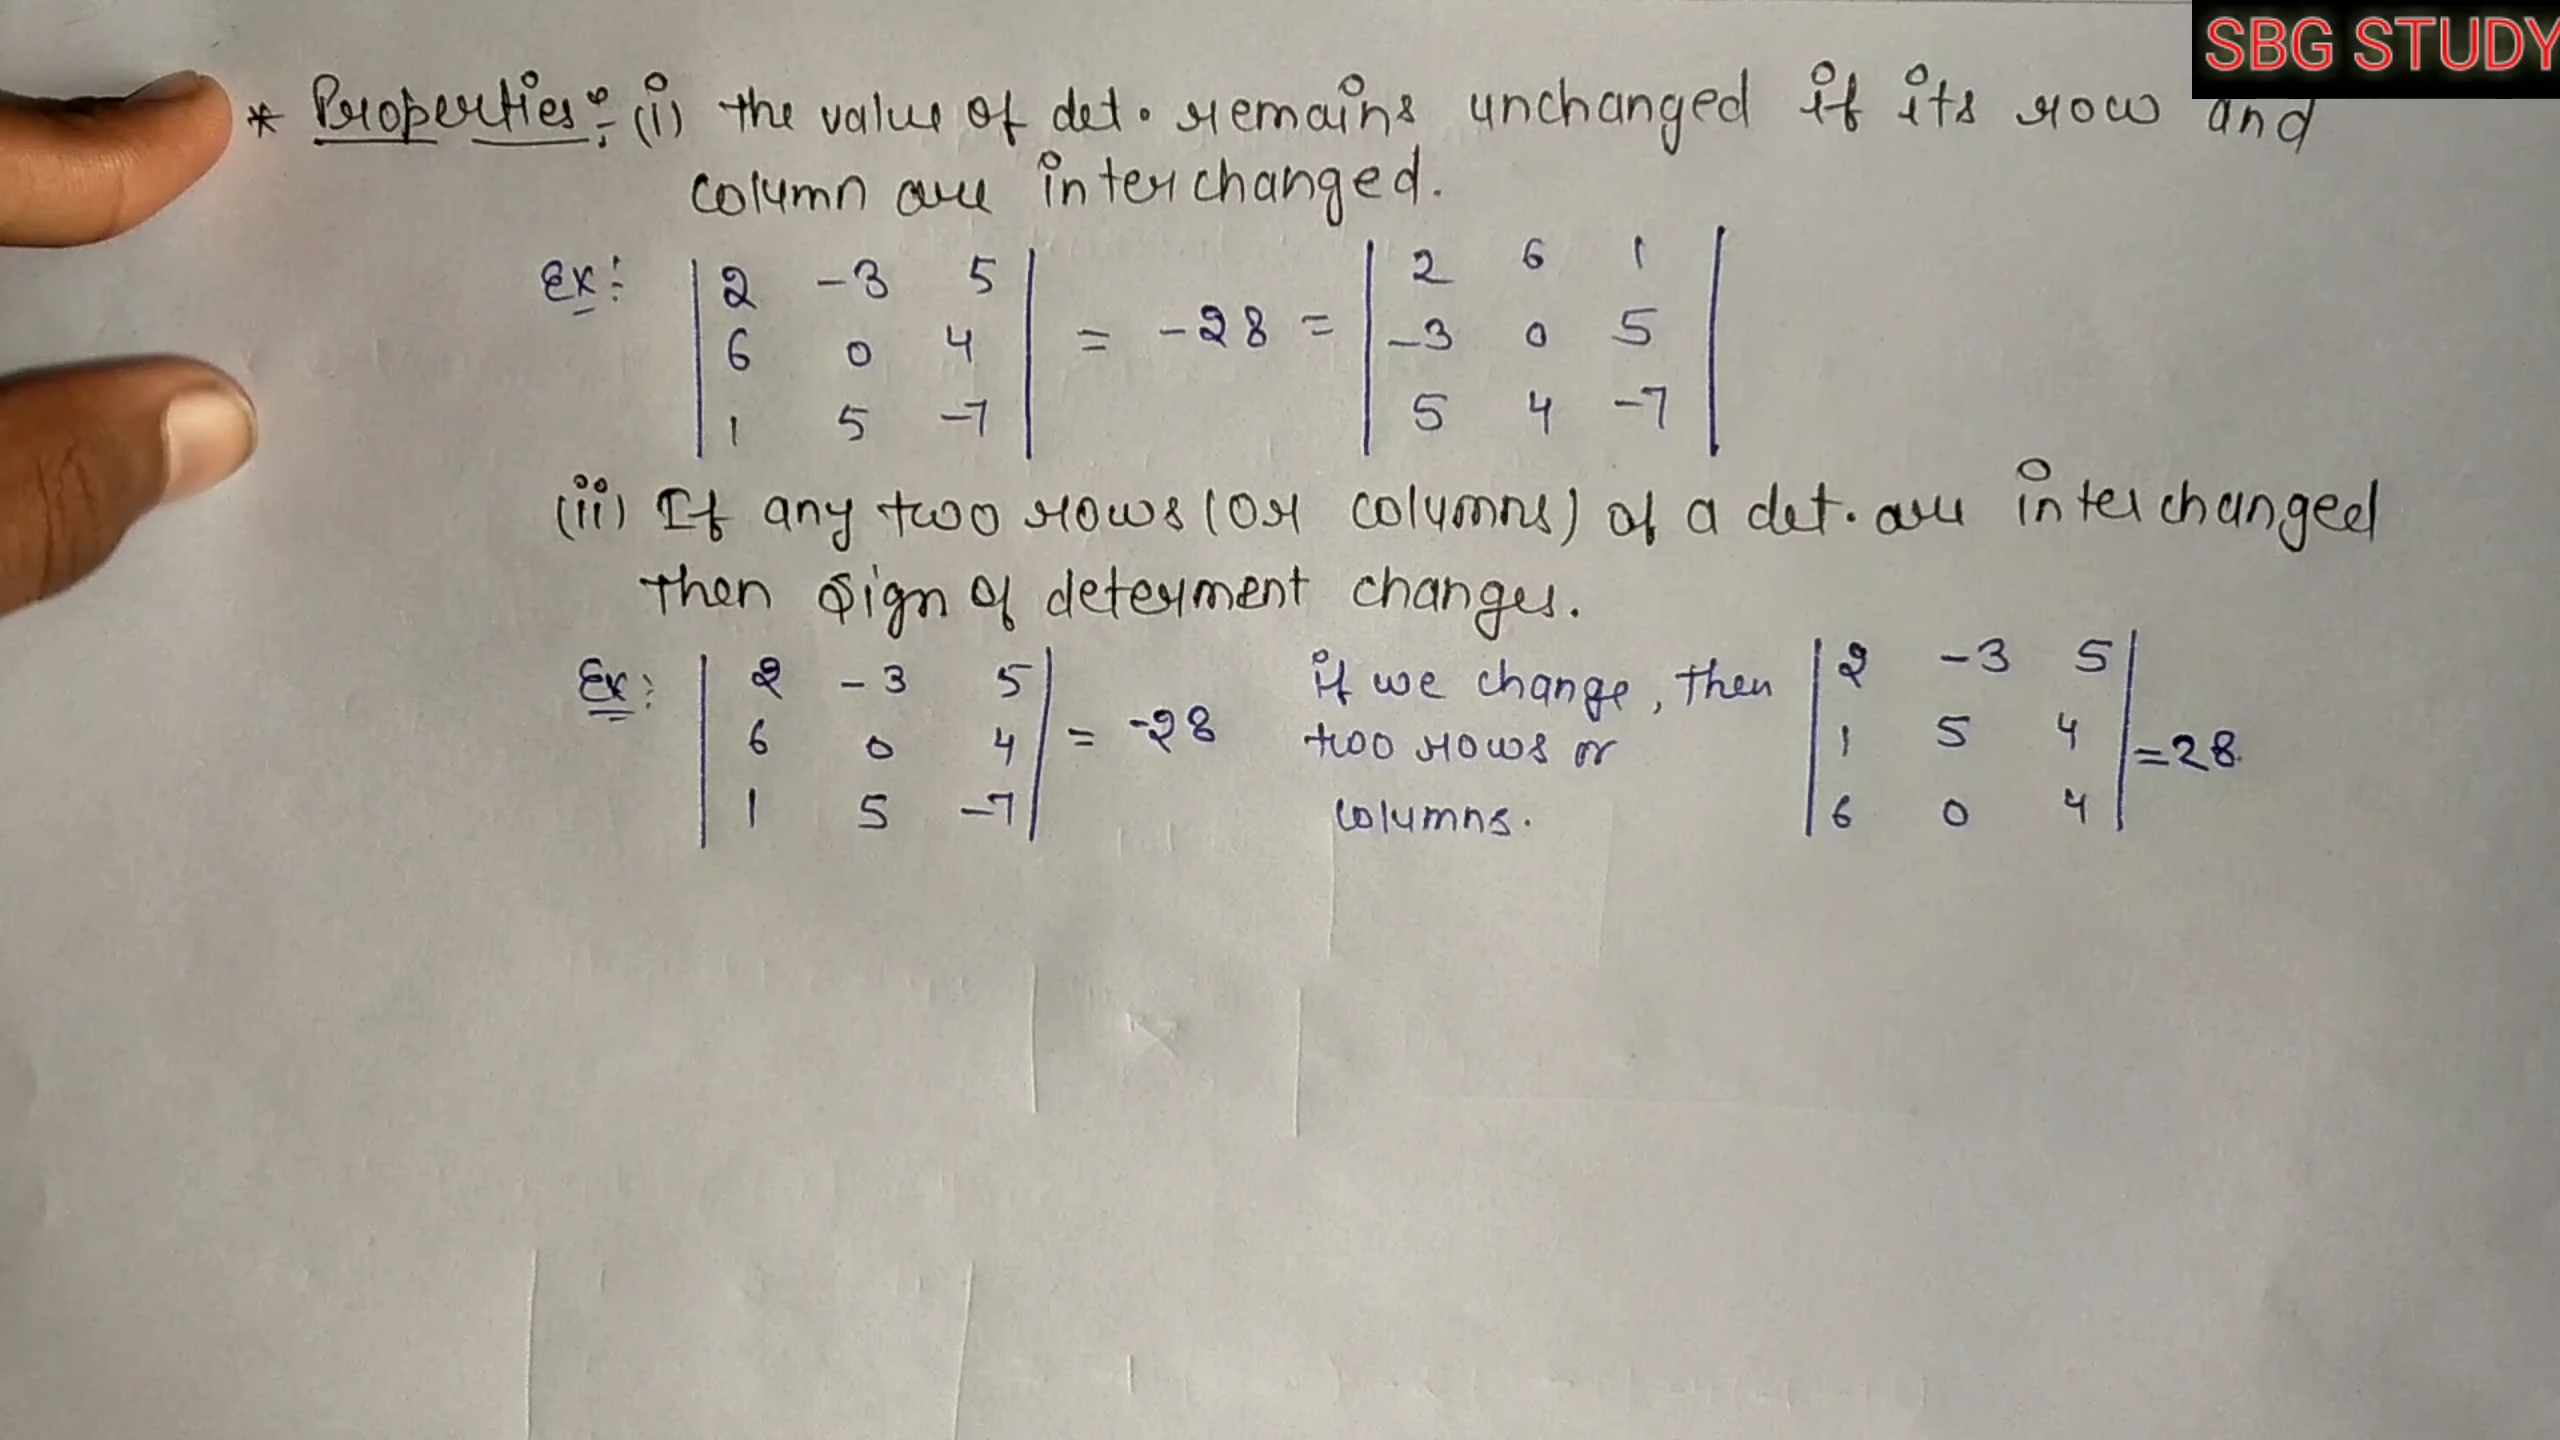 SBG STUDY
* Properties:- (i) the value of det. remains unchanged if its row and
column are interchanged.
Ex:- | 2 -3 5 | = -28 = | 2 6 1 |
| 6 0 4 | | -3 0 5 |
| 1 5 -7 | | 5 4 -7 |
(ii) If any two rows (or columns) of a det. are interchanged
then sign of determent changes.
Ex:- | 2 -3 5 | = -28 if we change, then | 2 -3 5 | = 28.
| 6 0 4 | two rows or | 1 5 4 |
| 1 5 -7 | columns. | 6 0 4 |